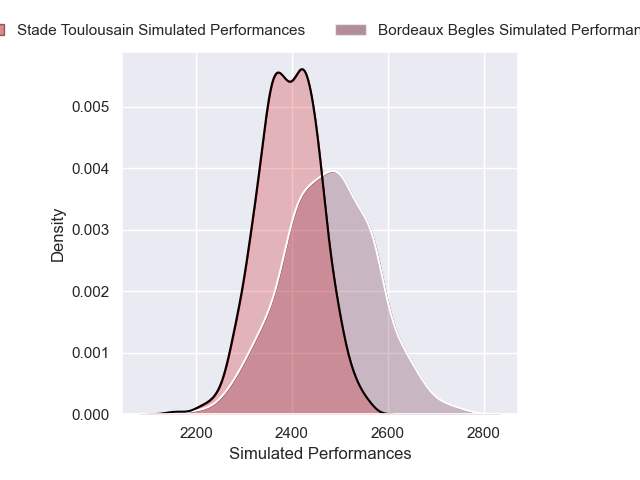 Stade Toulousain Simulated Performances
Bordeaux Begles Simulated
0.005
0.004
0.003
0.002
0.001
0.000
Density
2200 2400 2600 2800
Simulated Performances